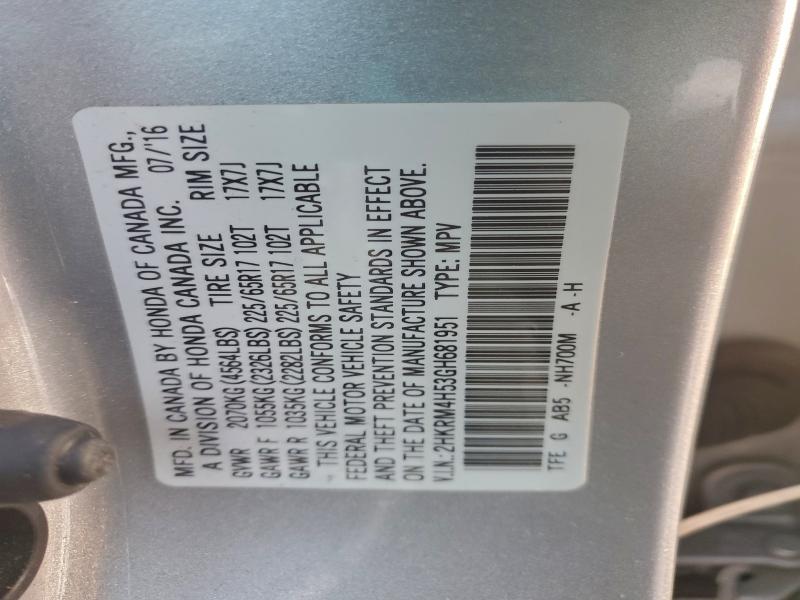 MFD. IN CANADA BY HONDA OF CANADA MFG.,
A DIVISION OF HONDA CANADA INC. 07/'16
GVWR 2070KG(4564LBS) TIRE SIZE RIM SIZE
GAWR F 1055KG(2326LBS) 225/65R17 102T 17X7J
GAWR R 1035KG(2282LBS) 225/65R17 102T 17X7J
THIS VEHICLE CONFORMS TO ALL APPLICABLE
FEDERAL MOTOR VEHICLE SAFETY
AND THEFT PREVENTION STANDARDS IN EFFECT
ON THE DATE OF MANUFACTURE SHOWN ABOVE.
V.I.N.:2HKRM4H53GH681951 TYPE: MPV
TFE G AB5 -NH700M -A -H